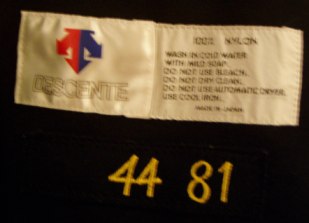 DESCENTE
100% NYLON
WASH IN COLD WATER
WITH MILD SOAP.
DO NOT USE BLEACH.
DO NOT DRY CLEAN.
DO NOT USE AUTOMATIC DRYER.
USE COOL IRON.
MADE IN JAPAN
44 81